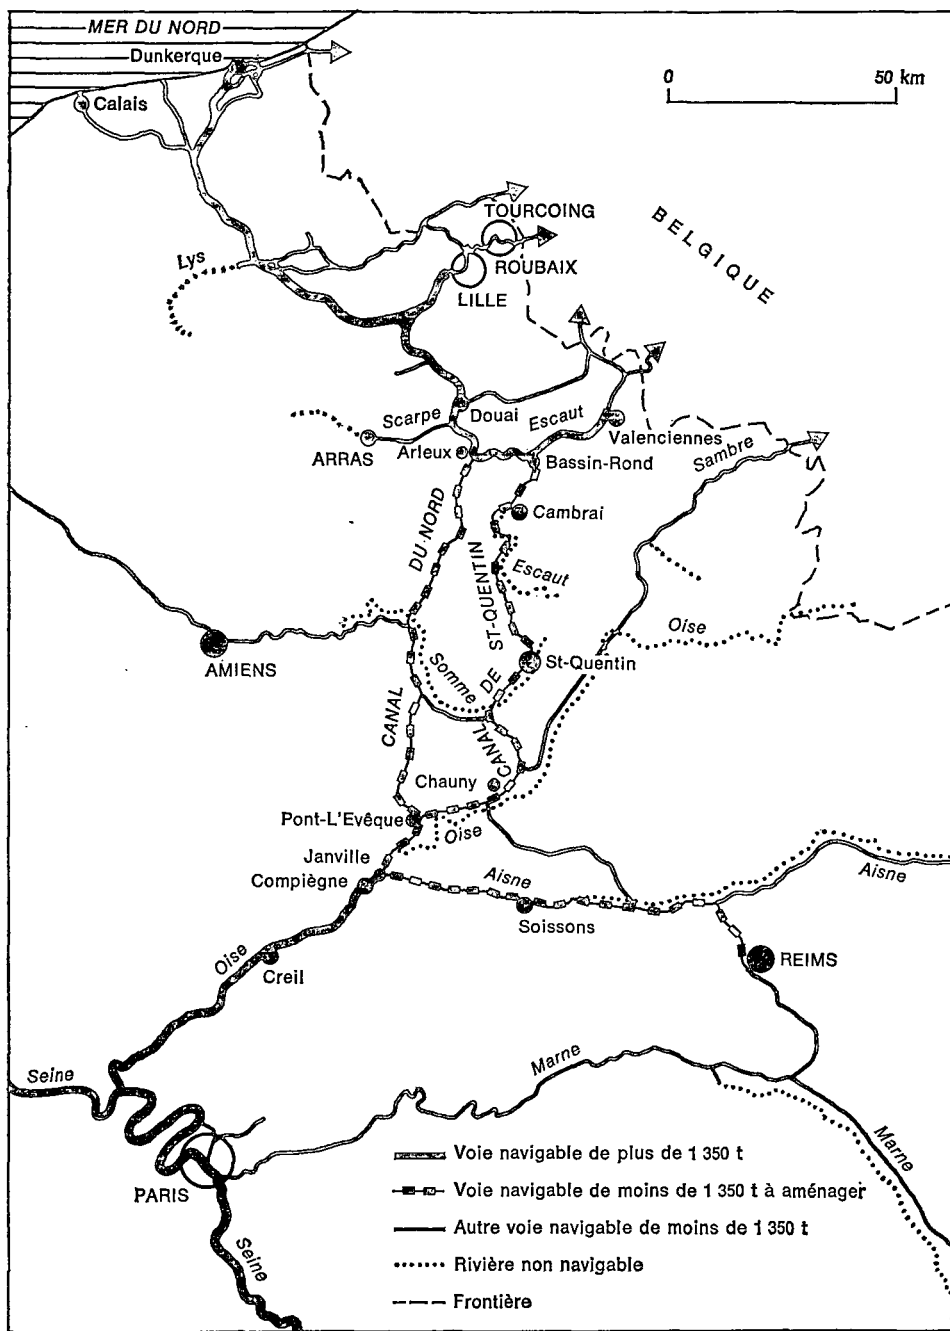 MER DU NORD
Dunkerque
0 50 km
Calais
TOURCOING
BELGIQUE
Lys
ROUBAIX
LILLE
Scarpe
Douai
Escaut
Valenciennes
ARRAS
Arleux
Bassin-Rond
Sambre
Cambrai
DU NORD
ST-QUENTIN
Escaut
Oise
AMIENS
Somme
DE
St-Quentin
CANAL
CANAL
Chauny
Pont-L'Evêque
Oise
Janville
Compiègne
Aisne
Aisne
Soissons
Oise
Creil
REIMS
Seine
Marne
Marne
PARIS
Seine
Voie navigable de plus de 1 350 t
Voie navigable de moins de 1 350 t à aménager
Autre voie navigable de moins de 1 350 t
Rivière non navigable
Frontière